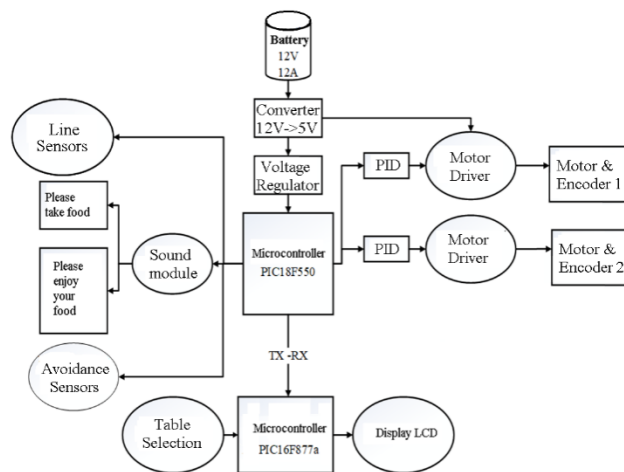 Battery
12V
12A
Converter
12V->5V
Voltage
Regulator
Line
Sensors
Please
take food
Please
enjoy
your
food
Sound
module
Avoidance
Sensors
Microcontroller
PIC18F550
PID
Motor
Driver
Motor &
Encoder 1
PID
Motor
Driver
Motor &
Encoder 2
TX -RX
Table
Selection
Microcontroller
PIC16F877a
Display LCD